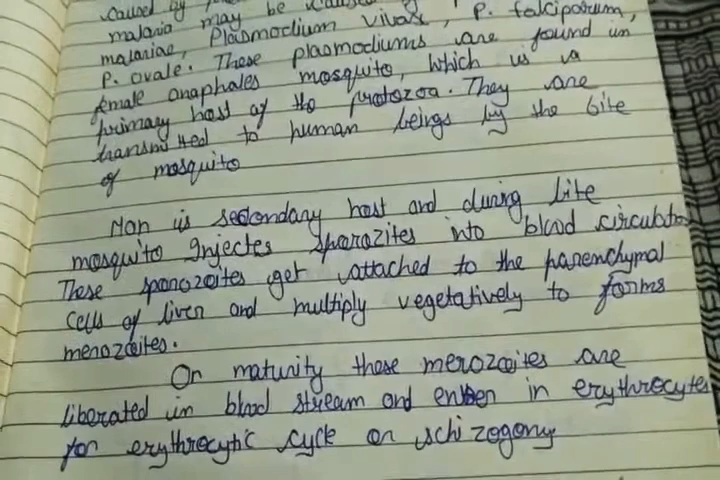 caused by
malaria may be caused
malariae, Plasmodium vivax, P. falciparum,
P. ovale. These plasmodiums are found in
female anaphales mosquito, which is a
primary host of the protozoa. They are
transmitted to human beings by the bite
of mosquito
Man is secondary host and during bite
mosquito Injectes sporozites into blood circulation
These sporozoites get attached to the parenchymal
cells of liver and multiply vegetatively to forms
merozoites.
On maturity these merozoites are
liberated in blood stream and enter in erythrocytes
for erythrocytic cycle or schizogony